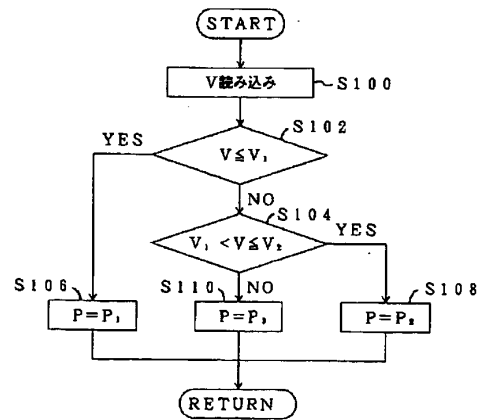 START
V読み込み
S100
S102
YES
V≦V₁
NO
S104
YES
V₁<V≦V₂
S106
S110
NO
S108
P=P₁
P=P₃
P=P₂
RETURN